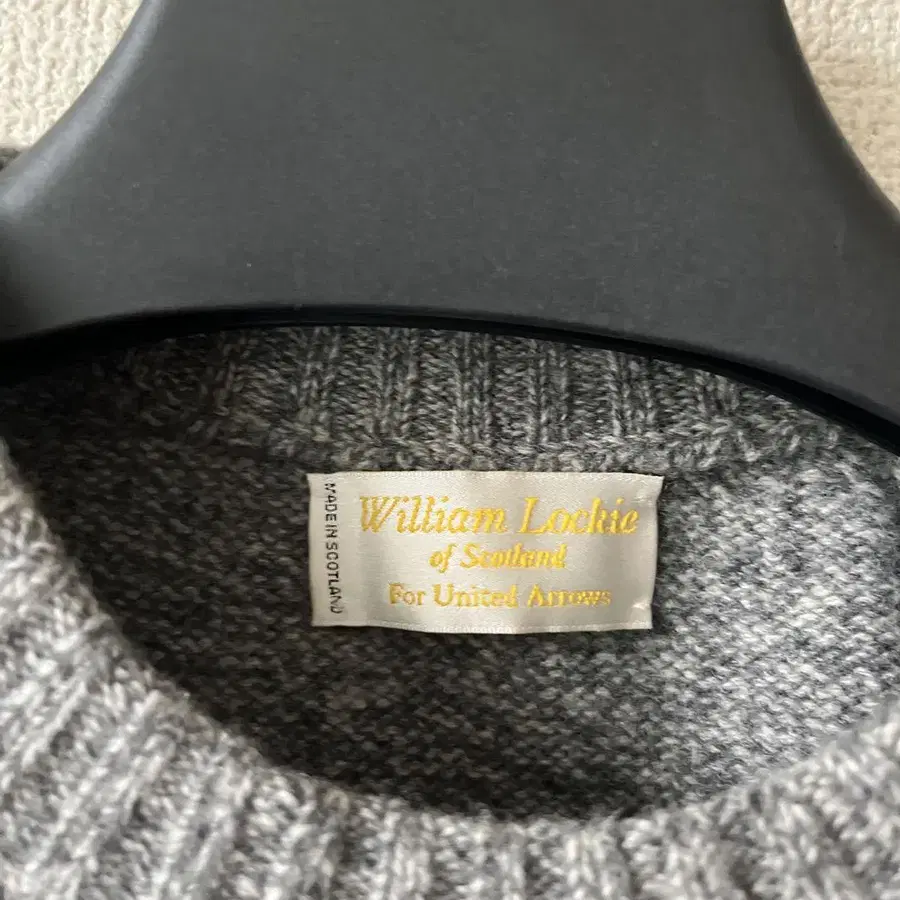 MADE IN SCOTLAND
William Lockie
of Scotland
For United Arrows